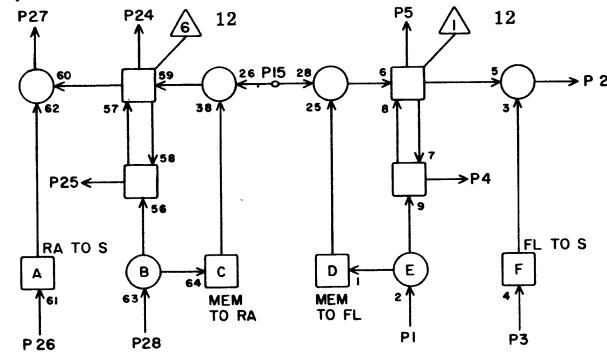 P27 P24 6 12 P5 1 12
60 59 26 P15 28 6 5 P2
62 57 38 25 8 3
58 7
P25 P4
56 9
RA TO S FL TO S
A B C D E F
61 63 64 1 2 4
MEM TO RA MEM TO FL
P26 P28 P1 P3